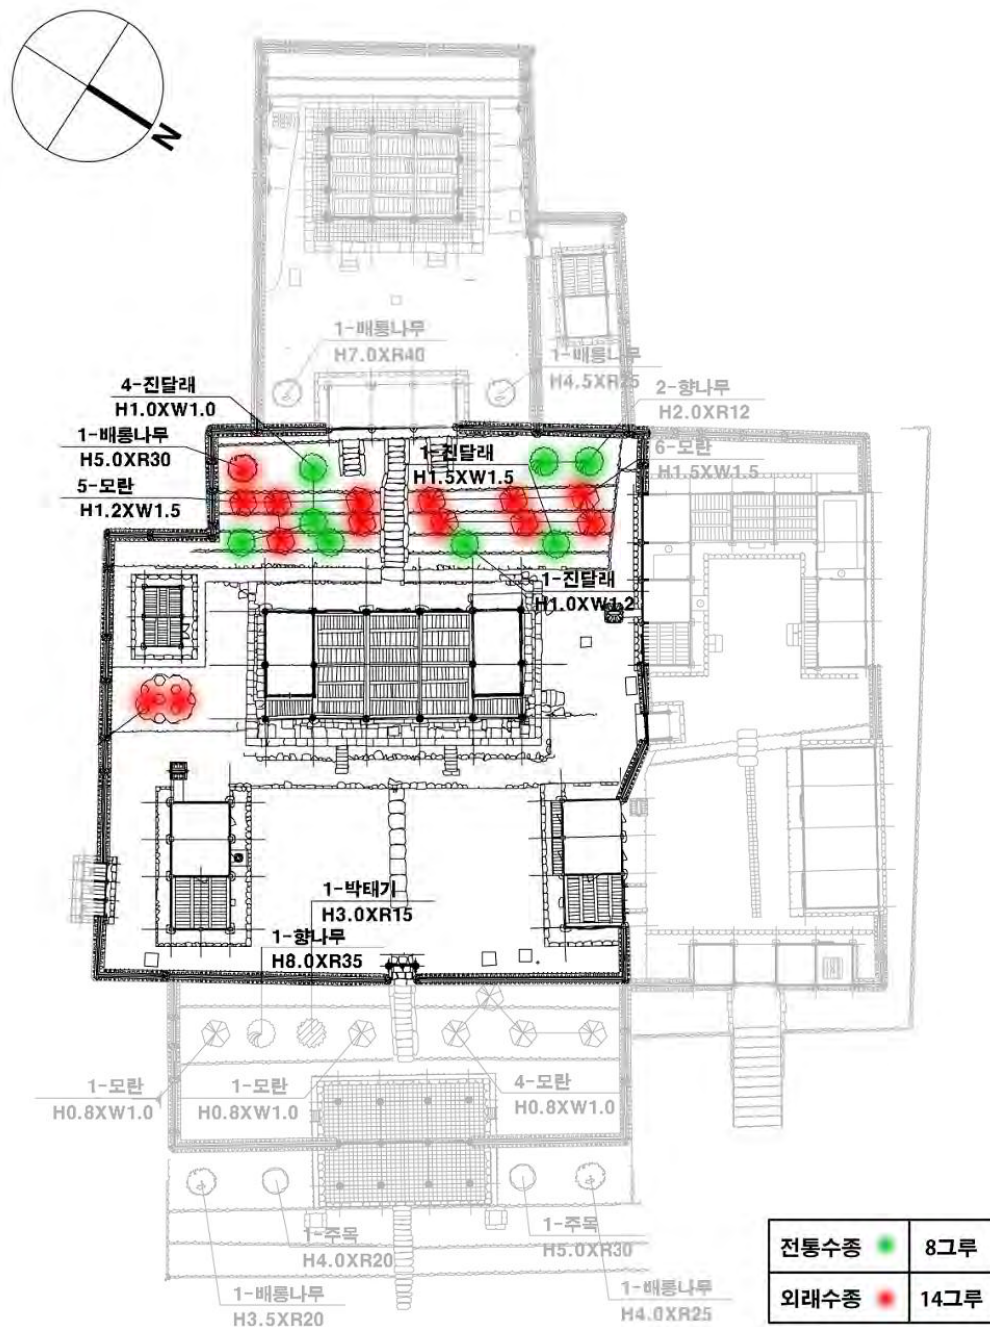 N
1-배롱나무
H7.0XR40
1-배롱나무
H4.5XR25
4-진달래
H1.0XW1.0
2-향나무
H2.0XR12
1-배롱나무
H5.0XR30
1-진달래
H1.5XW1.5
6-모란
H1.5XW1.5
5-모란
H1.2XW1.5
1-진달래
H1.0XW1.2
1-박태기
H3.0XR15
1-향나무
H8.0XR35
1-모란
H0.8XW1.0
1-모란
H0.8XW1.0
4-모란
H0.8XW1.0
1-주목
H4.0XR20
1-주목
H5.0XR30
1-배롱나무
H3.5XR20
1-배롱나무
H4.0XR25
전통수종 8그루
외래수종 14그루